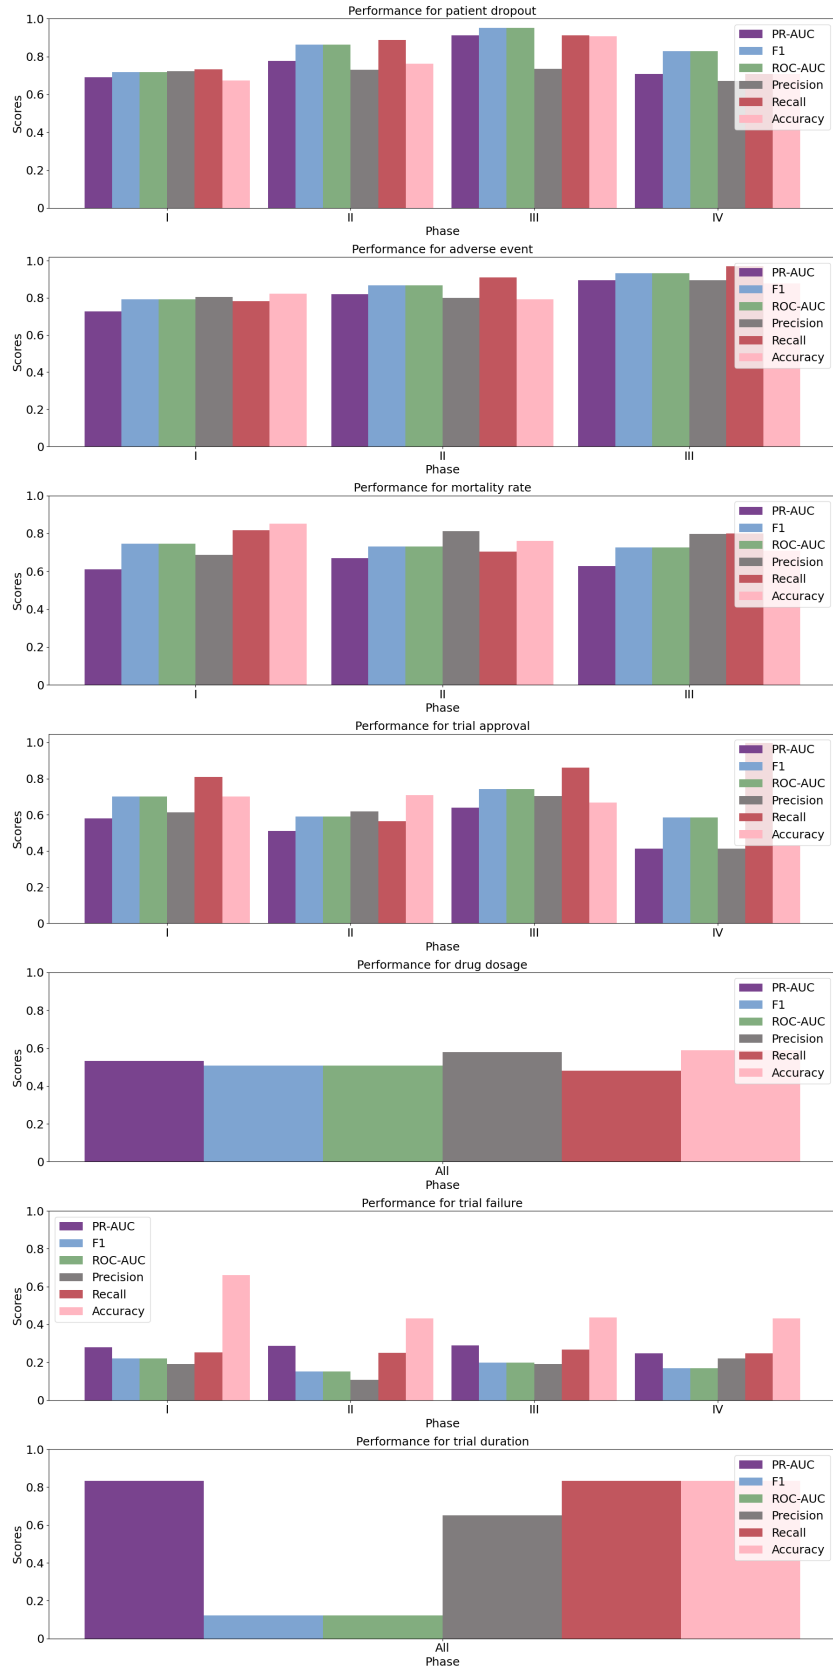 Performance for patient dropout
1.0
0.8
0.6
0.4
0.2
0
Scores
PR-AUC
F1
ROC-AUC
Precision
Recall
Accuracy
I II III IV
Phase
Performance for adverse event
1.0
0.8
0.6
0.4
0.2
0
Scores
PR-AUC
F1
ROC-AUC
Precision
Recall
Accuracy
I II III
Phase
Performance for mortality rate
1.0
0.8
0.6
0.4
0.2
0
Scores
PR-AUC
F1
ROC-AUC
Precision
Recall
Accuracy
I II III
Phase
Performance for trial approval
1.0
0.8
0.6
0.4
0.2
0
Scores
PR-AUC
F1
ROC-AUC
Precision
Recall
Accuracy
I II III IV
Phase
Performance for drug dosage
1.0
0.8
0.6
0.4
0.2
0
Scores
PR-AUC
F1
ROC-AUC
Precision
Recall
Accuracy
All
Phase
Performance for trial failure
1.0
0.8
0.6
0.4
0.2
0
Scores
PR-AUC
F1
ROC-AUC
Precision
Recall
Accuracy
I II III IV
Phase
Performance for trial duration
1.0
0.8
0.6
0.4
0.2
0
Scores
PR-AUC
F1
ROC-AUC
Precision
Recall
Accuracy
All
Phase